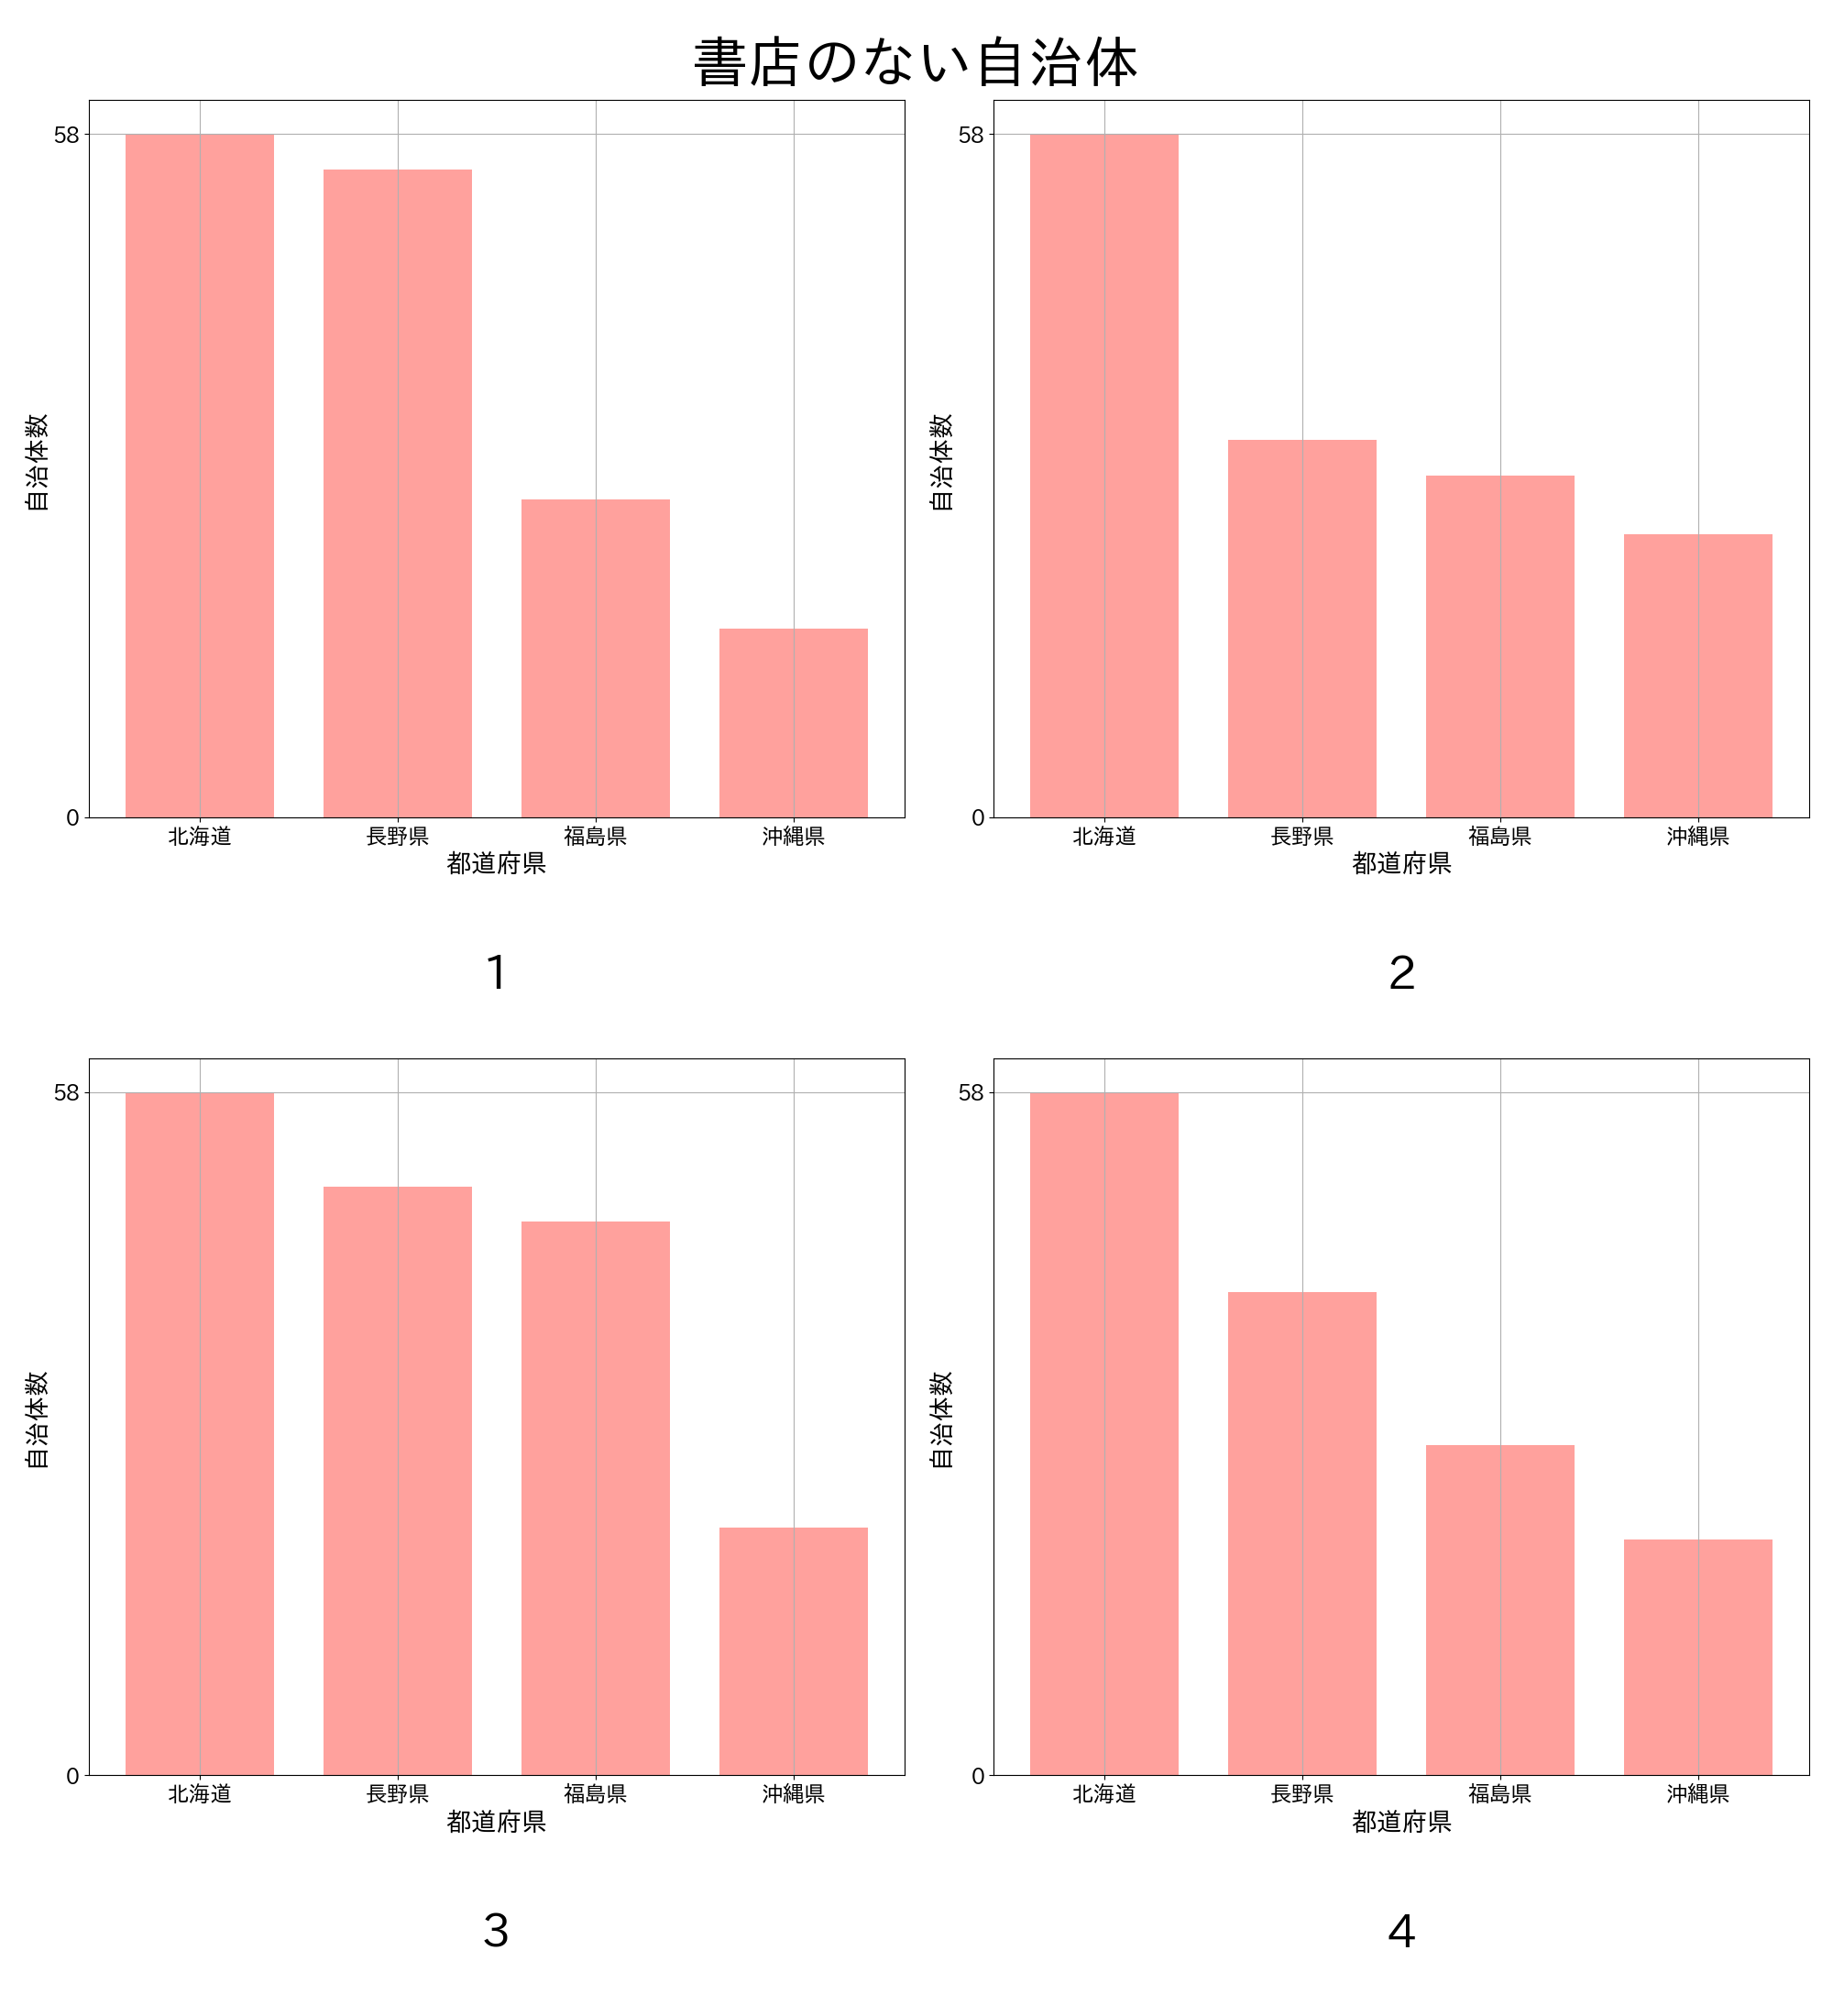 書店のない自治体
58
0
自治体数
北海道 長野県 福島県 沖縄県
都道府県
1
58
0
自治体数
北海道 長野県 福島県 沖縄県
都道府県
2
58
0
自治体数
北海道 長野県 福島県 沖縄県
都道府県
3
58
0
自治体数
北海道 長野県 福島県 沖縄県
都道府県
4